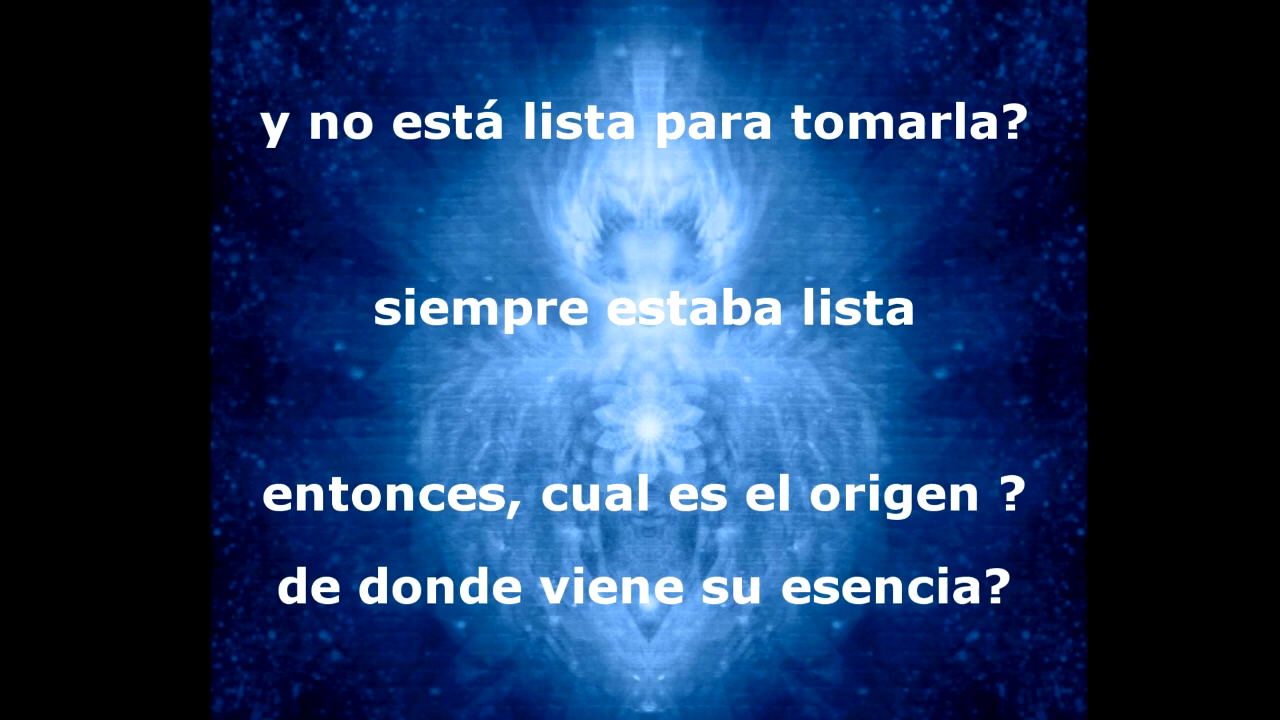 y no está lista para tomarla?
siempre estaba lista
entonces, cual es el origen ?
de donde viene su esencia?